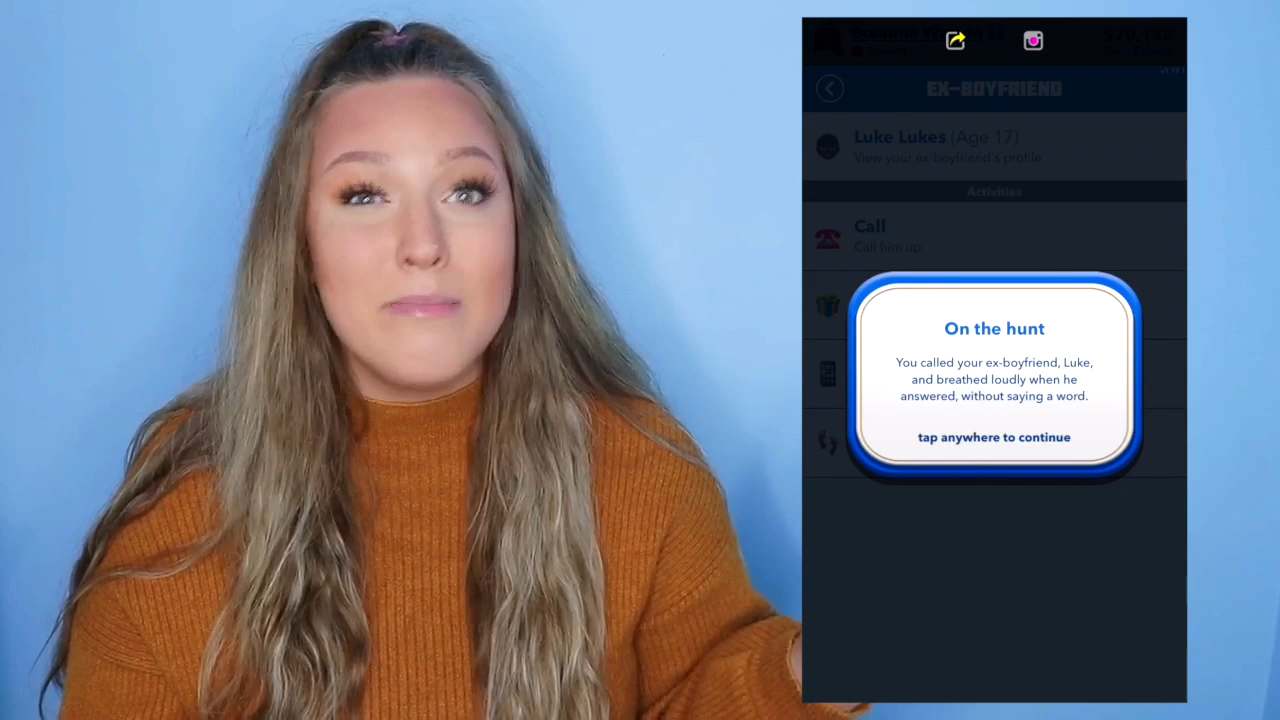 EX-BOYFRIEND
Luke Lukes (Age 17)
View your ex-boyfriend's profile
Activities
Call
Call him up
On the hunt
You called your ex-boyfriend, Luke,
and breathed loudly when he
answered, without saying a word.
tap anywhere to continue